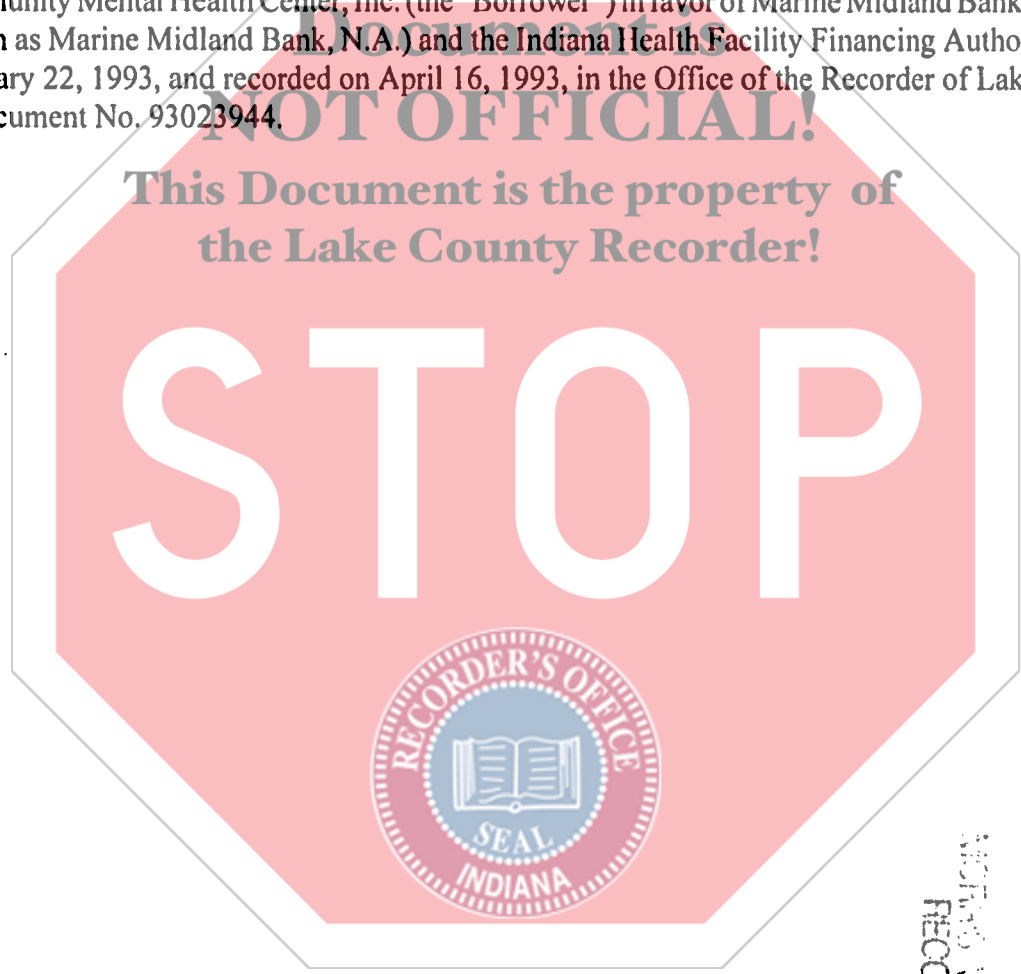 unity Mental Health Center, Inc. (the "Borrower") in favor of Marine Midland Bank
as Marine Midland Bank, N.A.) and the Indiana Health Facility Financing Autho
ary 22, 1993, and recorded on April 16, 1993, in the Office of the Recorder of Lak
cument No. 93023944.
Document is
NOT OFFICIAL!
This Document is the property of
the Lake County Recorder!
STOP
RECORDER'S OFFICE
SEAL
INDIANA
RECO